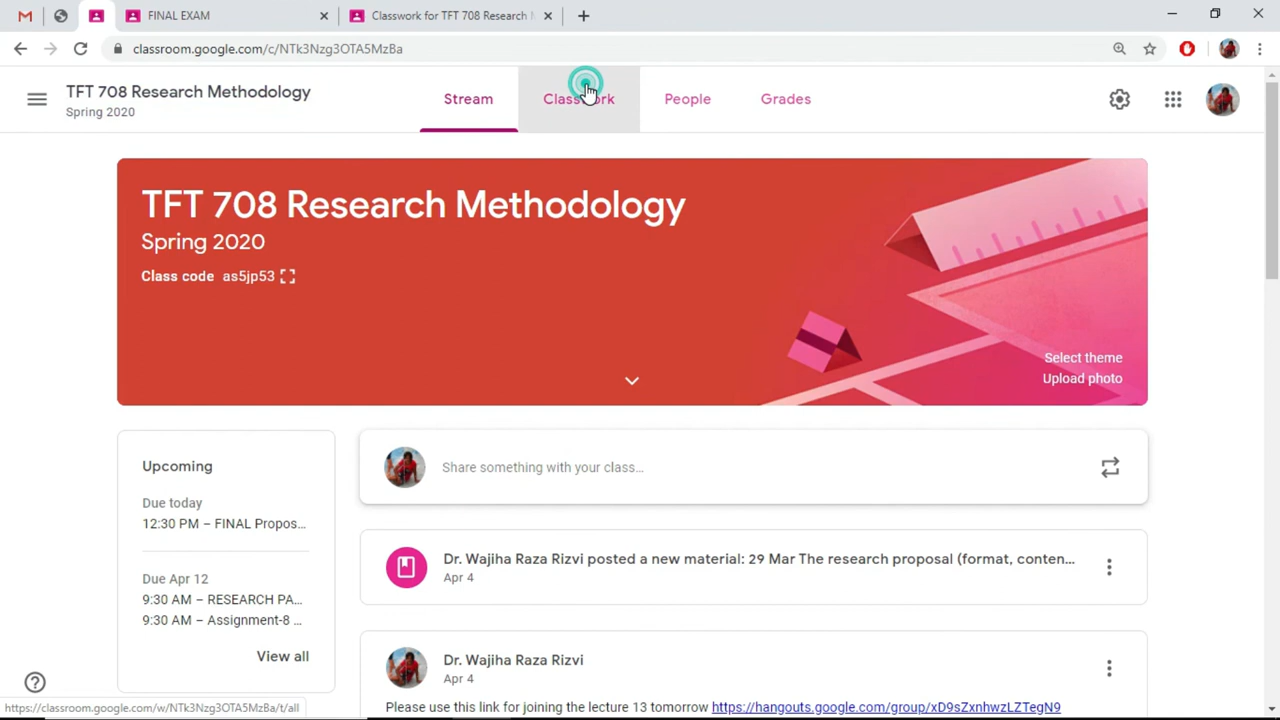 FINAL EXAM
Classwork for TFT 708 Research
classroom.google.com/c/NTk3Nzg3OTA5MzBa
TFT 708 Research Methodology
Spring 2020
Stream
Classwork
People
Grades
TFT 708 Research Methodology
Spring 2020
Class code as5jp53
Select theme
Upload photo
Upcoming
Due today
12:30 PM – FINAL Propos...
Due Apr 12
9:30 AM – RESEARCH PA...
9:30 AM – Assignment-8 ...
View all
Share something with your class...
Dr. Wajiha Raza Rizvi posted a new material: 29 Mar The research proposal (format, conten...
Apr 4
Dr. Wajiha Raza Rizvi
Apr 4
Please use this link for joining the lecture 13 tomorrow https://hangouts.google.com/group/xD9sZxnhwzLZTegN9
https://classroom.google.com/w/NTk3Nzg3OTA5MzBa/t/all